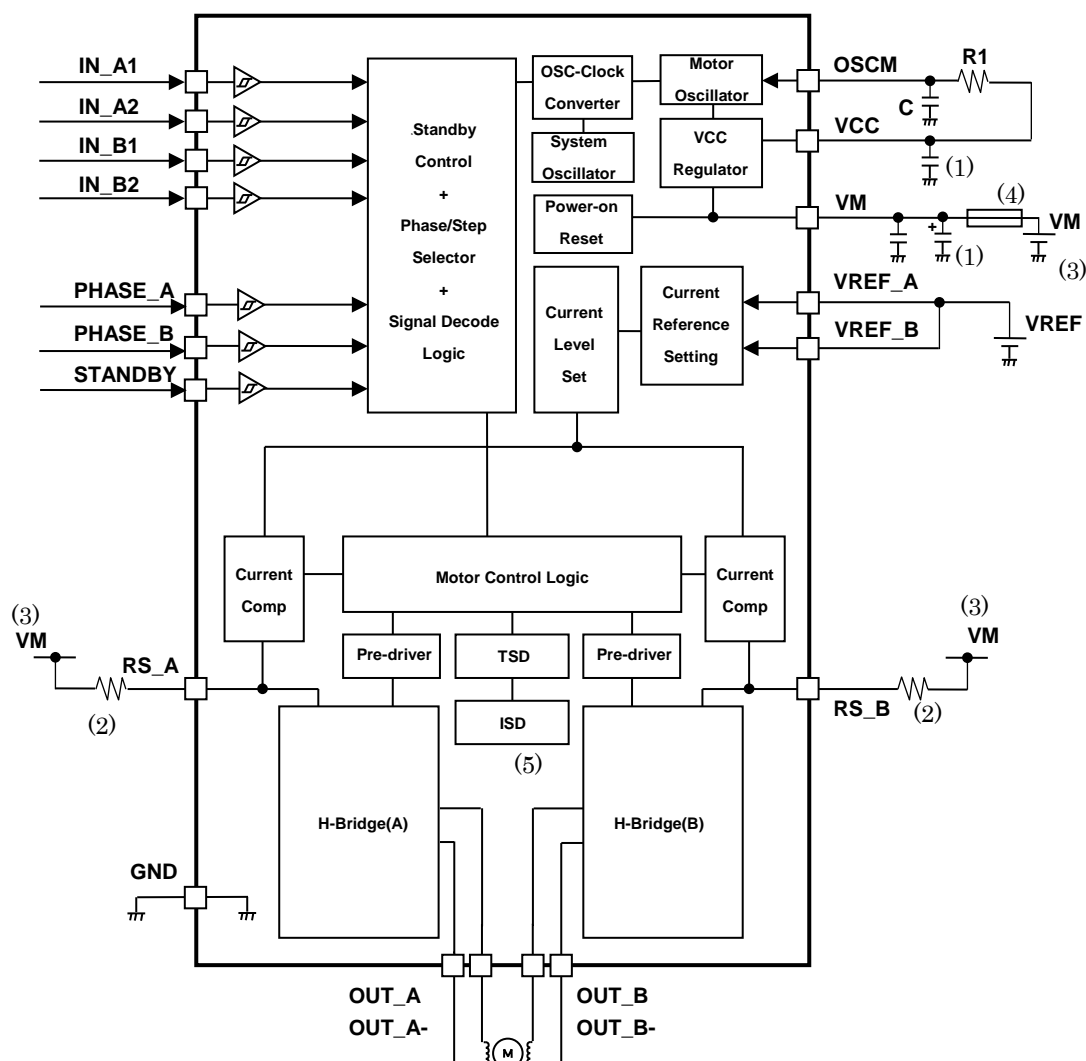 IN_A1
IN_A2
IN_B1
IN_B2
PHASE_A
PHASE_B
STANDBY
Standby
Control
+
Phase/Step
Selector
+
Signal Decode
Logic
OSC-Clock
Converter
System
Oscillator
Motor
Oscillator
VCC
Regulator
Power-on
Reset
Current
Level
Set
Current
Reference
Setting
OSCM
R1
C
VCC
(1)
VM
(4)
VM
+
(1)
(3)
VREF_A
VREF_B
VREF
Current
Comp
Motor Control Logic
Current
Comp
Pre-driver
TSD
Pre-driver
ISD
(5)
(3)
VM
RS_A
(2)
(3)
VM
RS_B
(2)
H-Bridge(A)
H-Bridge(B)
GND
OUT_A
OUT_A-
OUT_B
OUT_B-
M